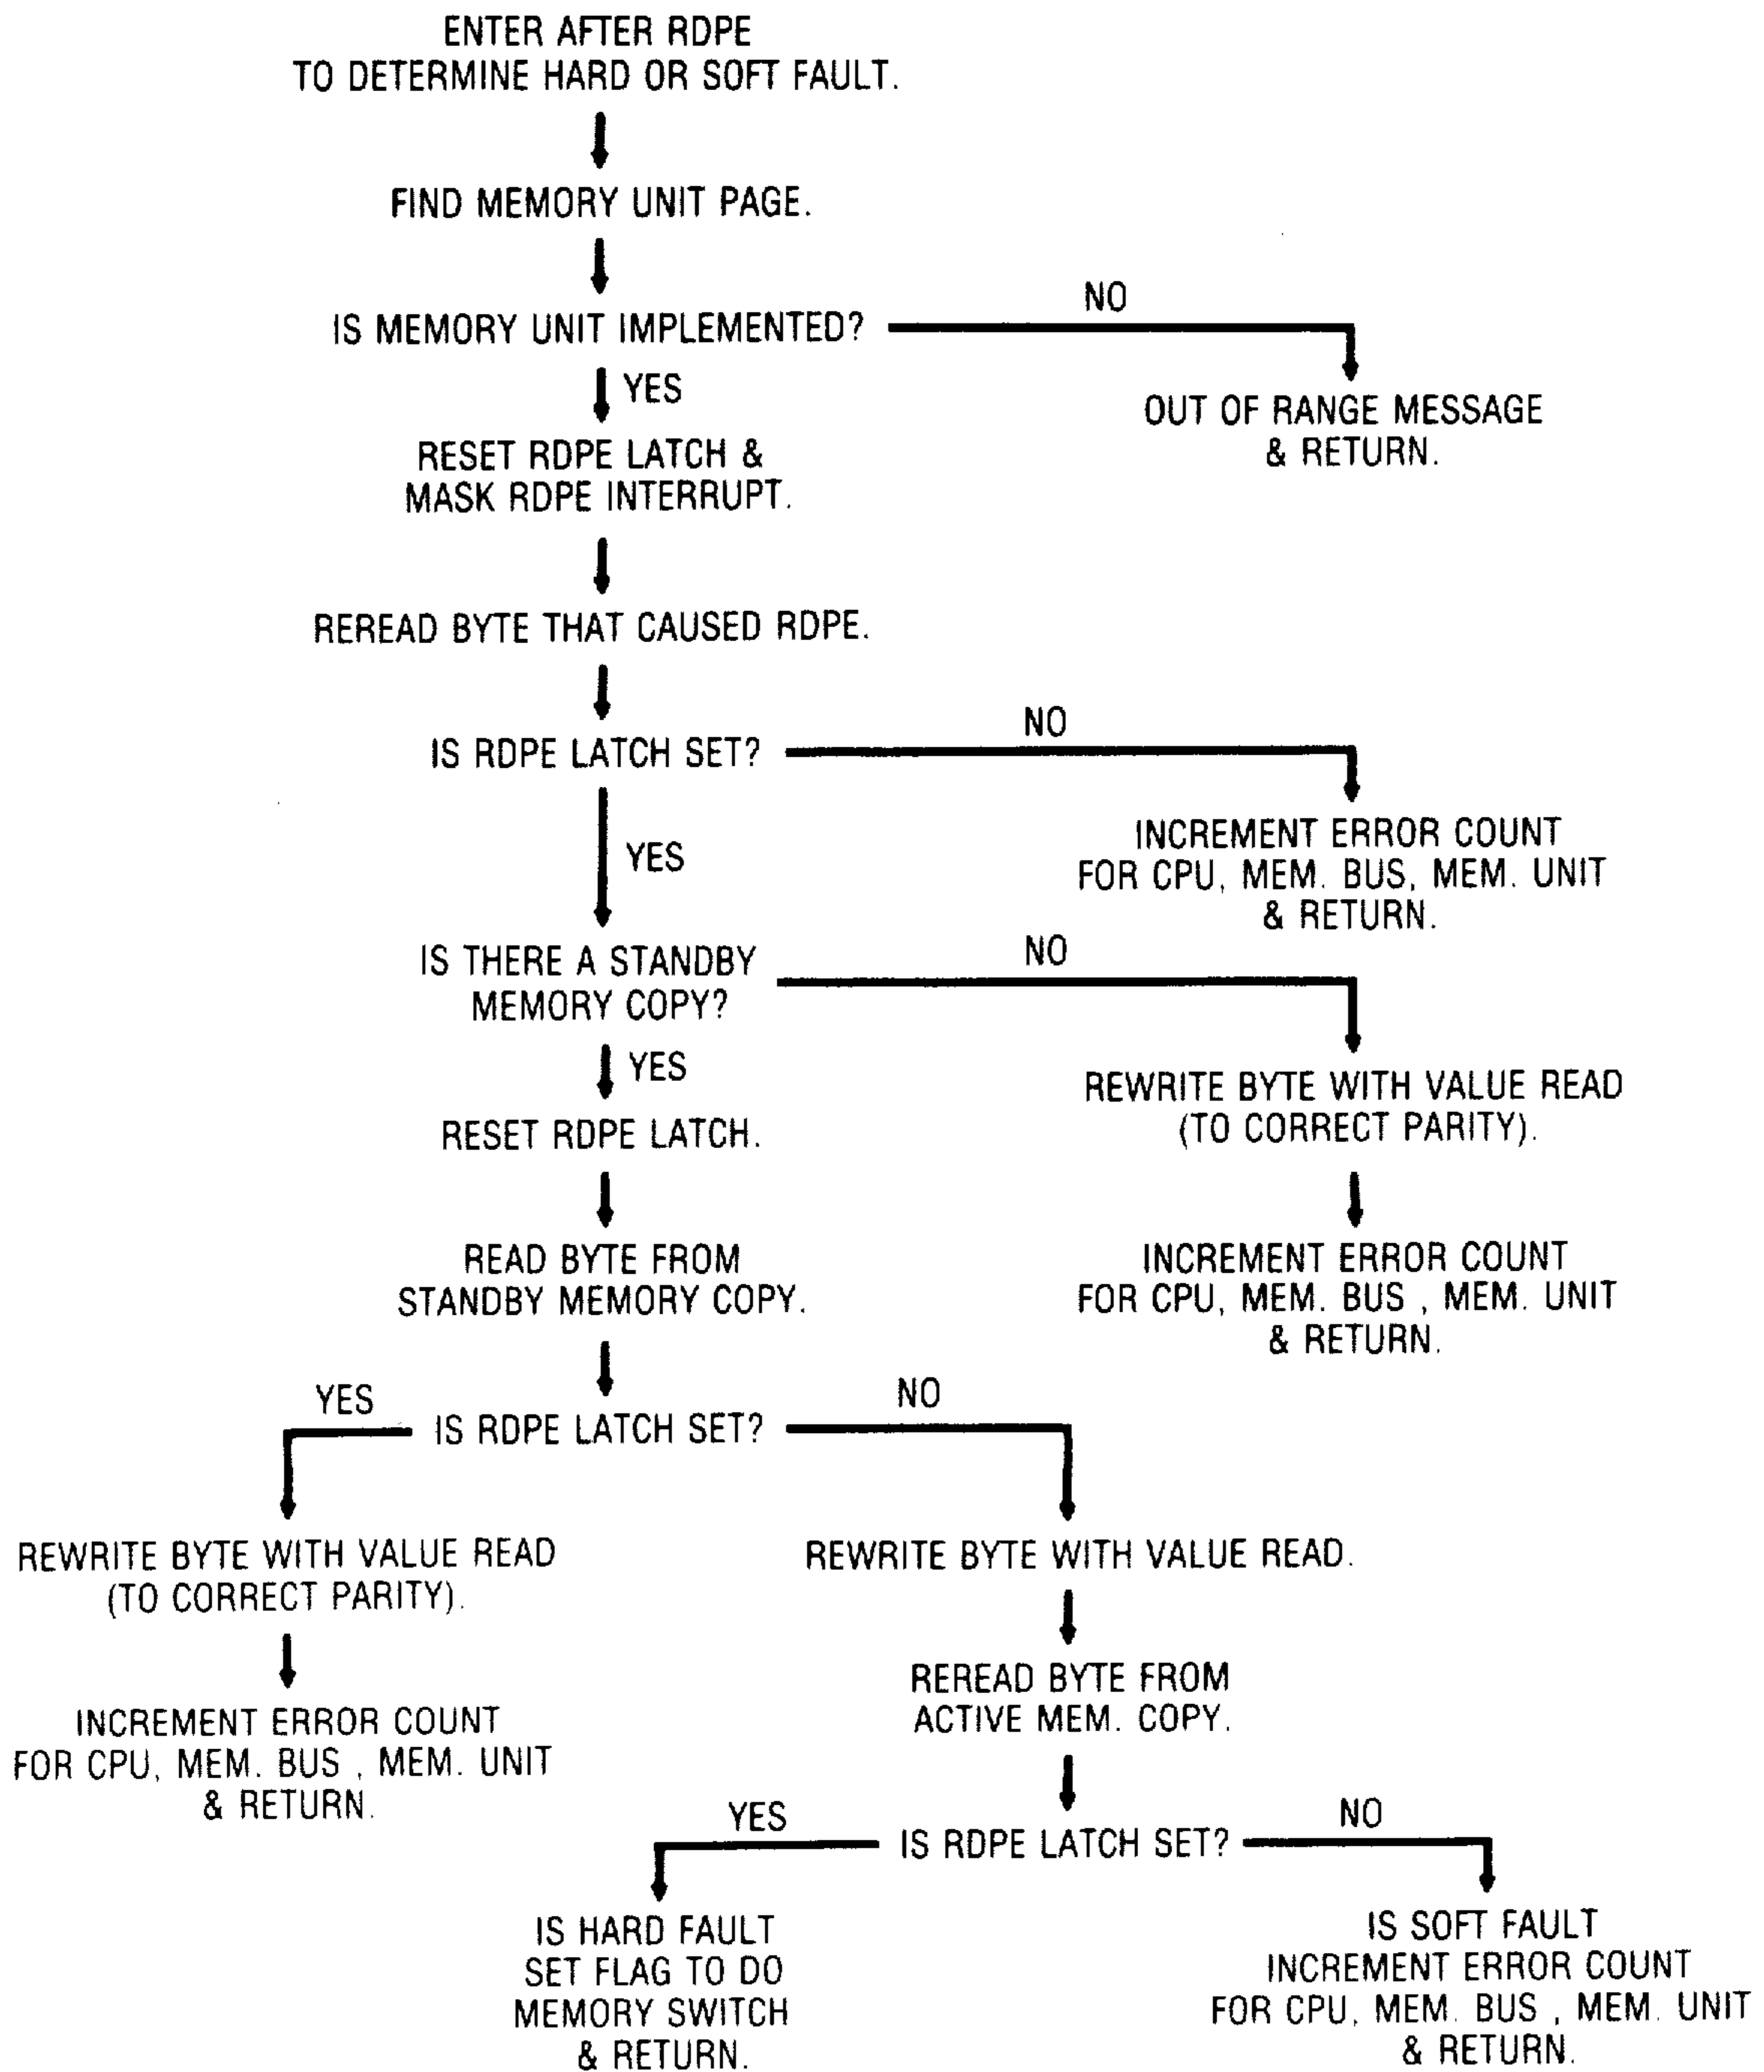 ENTER AFTER RDPE
TO DETERMINE HARD OR SOFT FAULT.
FIND MEMORY UNIT PAGE.
IS MEMORY UNIT IMPLEMENTED?
NO
YES
OUT OF RANGE MESSAGE
& RETURN.
RESET RDPE LATCH &
MASK RDPE INTERRUPT.
REREAD BYTE THAT CAUSED RDPE.
IS RDPE LATCH SET?
NO
YES
INCREMENT ERROR COUNT
FOR CPU, MEM. BUS, MEM. UNIT
& RETURN.
IS THERE A STANDBY
MEMORY COPY?
NO
YES
REWRITE BYTE WITH VALUE READ
(TO CORRECT PARITY).
RESET RDPE LATCH.
INCREMENT ERROR COUNT
FOR CPU, MEM. BUS , MEM. UNIT
& RETURN.
READ BYTE FROM
STANDBY MEMORY COPY.
YES
IS RDPE LATCH SET?
NO
REWRITE BYTE WITH VALUE READ
(TO CORRECT PARITY).
INCREMENT ERROR COUNT
FOR CPU, MEM. BUS , MEM. UNIT
& RETURN.
REWRITE BYTE WITH VALUE READ.
REREAD BYTE FROM
ACTIVE MEM. COPY.
YES
IS RDPE LATCH SET?
NO
IS HARD FAULT
SET FLAG TO DO
MEMORY SWITCH
& RETURN.
IS SOFT FAULT
INCREMENT ERROR COUNT
FOR CPU, MEM. BUS , MEM. UNIT
& RETURN.